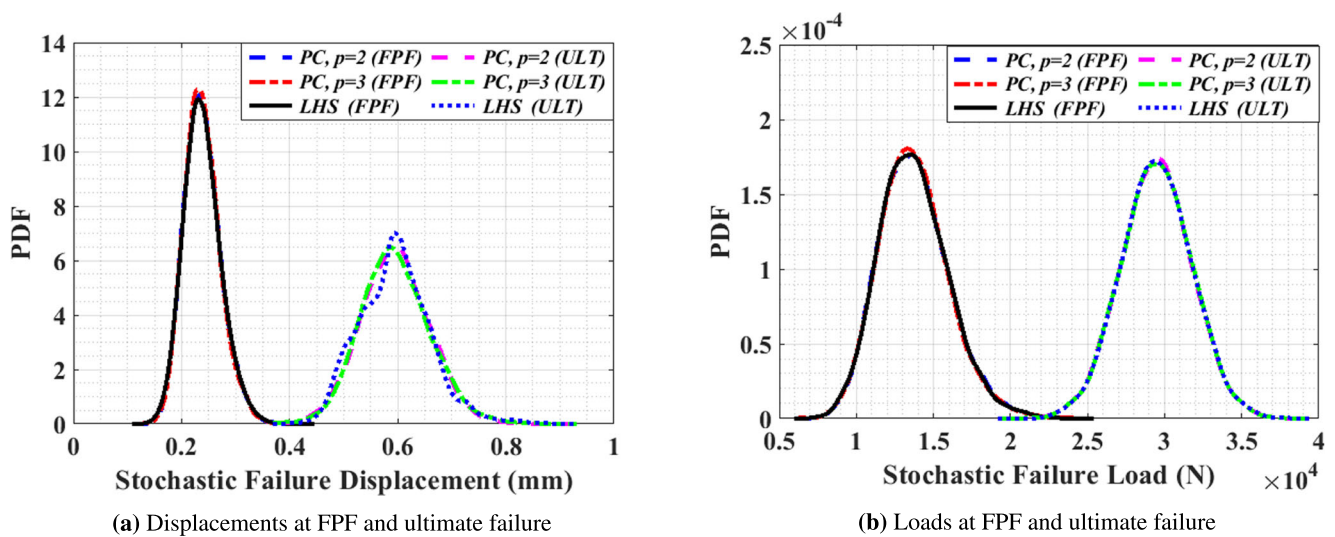 14
12
10
8
6
4
2
0
PDF
PC, p=2 (FPF)
PC, p=3 (FPF)
LHS (FPF)
PC, p=2 (ULT)
PC, p=3 (ULT)
LHS (ULT)
0 0.2 0.4 0.6 0.8 1
Stochastic Failure Displacement (mm)
(a) Displacements at FPF and ultimate failure
×10⁻⁴
2.5
2
1.5
1
0.5
0
PDF
PC, p=2 (FPF)
PC, p=3 (FPF)
LHS (FPF)
PC, p=2 (ULT)
PC, p=3 (ULT)
LHS (ULT)
0.5 1 1.5 2 2.5 3 3.5 4
Stochastic Failure Load (N)
×10⁴
(b) Loads at FPF and ultimate failure